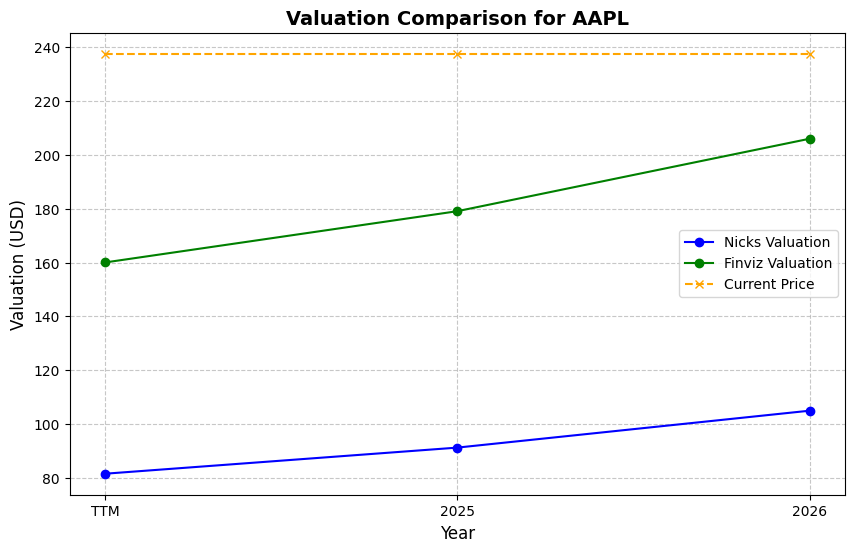 Valuation Comparison for AAPL
Valuation (USD)
240
220
200
180
160
140
120
100
80
Nicks Valuation
Finviz Valuation
Current Price
TTM
2025
2026
Year